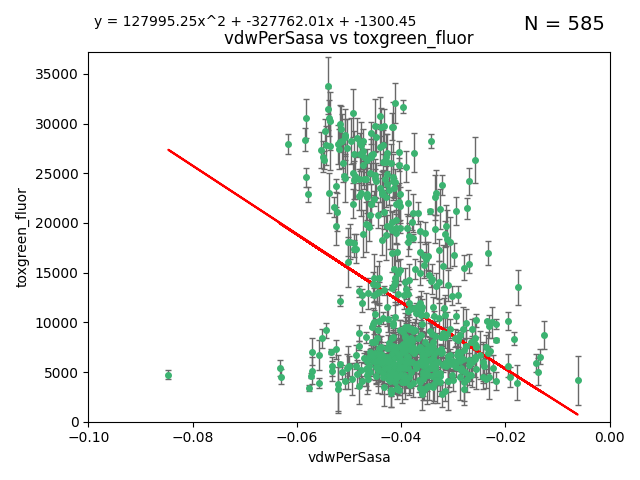 y = 127995.25x^2 + -327762.01x + -1300.45
N = 585
vdwPerSasa vs toxgreen_fluor
35000
30000
25000
20000
15000
10000
5000
0
toxgreen_fluor
−0.10 −0.08 −0.06 −0.04 −0.02 0.00
vdwPerSasa